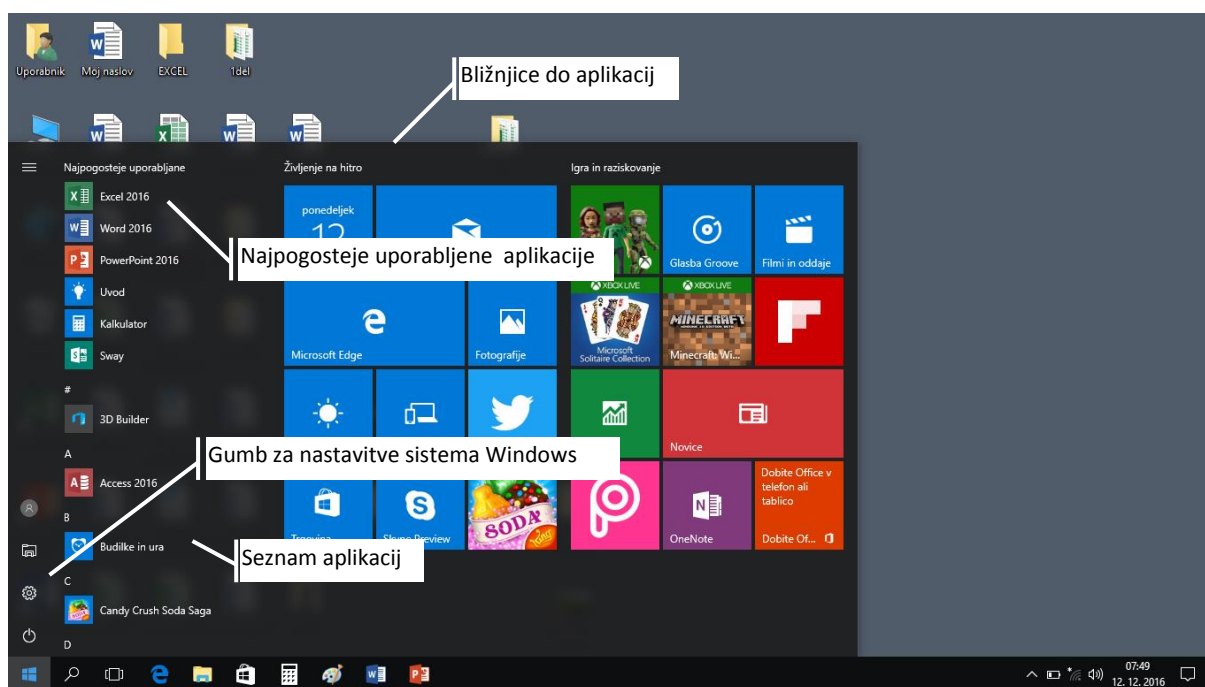 Uporabnik
Moj naslov
EXCEL
1del
Bližnjice do aplikacij
Najpogosteje uporabljane
Življenje na hitro
Igra in raziskovanje
Excel 2016
Word 2016
PowerPoint 2016
Uvod
Kalkulator
Sway
#
3D Builder
A
Access 2016
B
Budilke in ura
C
Candy Crush Soda Saga
D
ponedeljek
12
Najpogosteje uporabljene aplikacije
Glasba Groove
Filmi in oddaje
Microsoft Edge
Fotografije
XBOX LIVE
Microsoft
Solitaire Collection
XBOX LIVE
MINECRAFT
Minecraft: Wi...
Novice
Gumb za nastavitve sistema Windows
Trgovina
Skype Preview
SODA
OneNote
Dobite Office v
telefon ali
tablico
Dobite Of...
Seznam aplikacij
07:49
12. 12. 2016